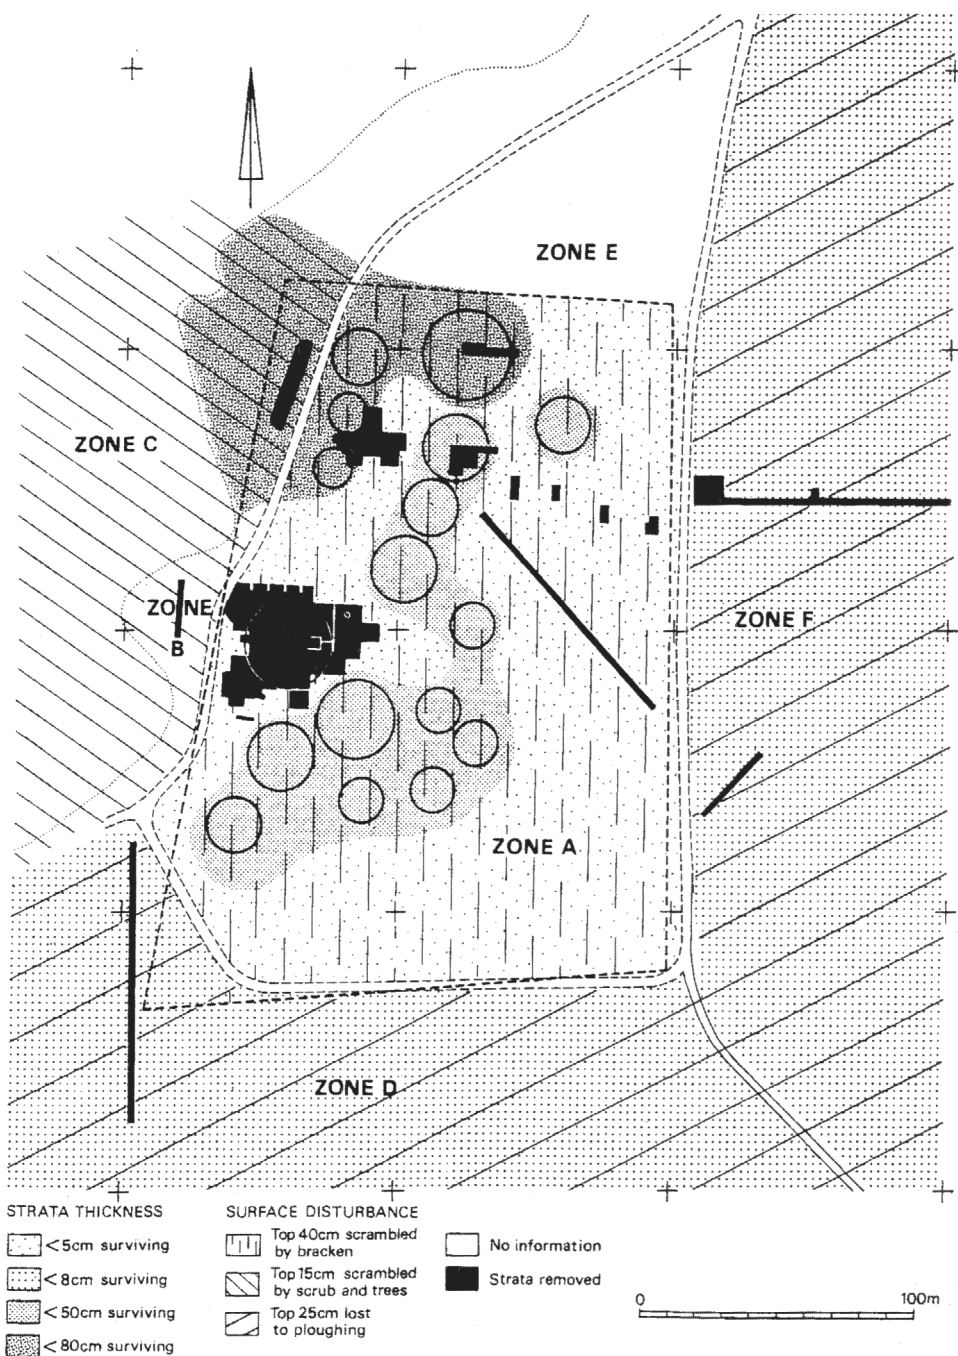 ZONE E
ZONE C
ZONE
B
ZONE F
ZONE A
ZONE D
STRATA THICKNESS
<5cm surviving
<8cm surviving
<50cm surviving
<80cm surviving
SURFACE DISTURBANCE
Top 40cm scrambled
by bracken
Top 15cm scrambled
by scrub and trees
Top 25cm lost
to ploughing
No information
Strata removed
0 100m